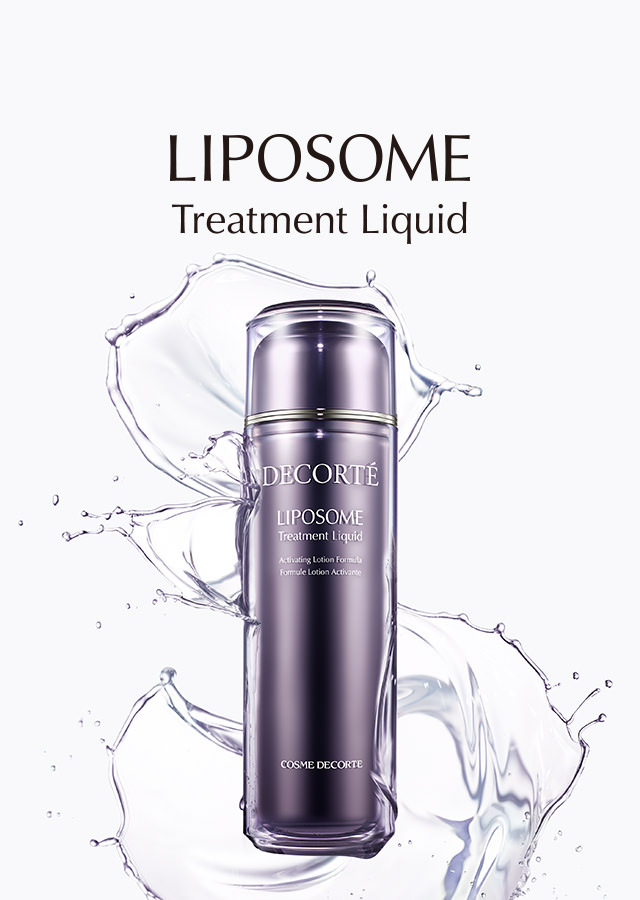 LIPOSOME
Treatment Liquid
DECORTÉ
LIPOSOME
Treatment Liquid
Activating Lotion Formula
Formule Lotion Activante
COSME DECORTE